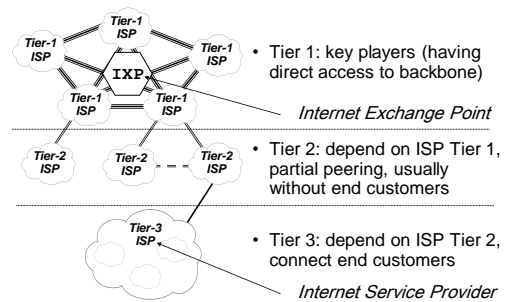 Tier-1
ISP
Tier-1
ISP
Tier-1
ISP
IXP
Tier-1
ISP
Tier-1
ISP
• Tier 1: key players (having
direct access to backbone)
Internet Exchange Point
Tier-2
ISP
Tier-2
ISP
Tier-2
ISP
• Tier 2: depend on ISP Tier 1,
partial peering, usually
without end customers
Tier-3
ISP
• Tier 3: depend on ISP Tier 2,
connect end customers
Internet Service Provider